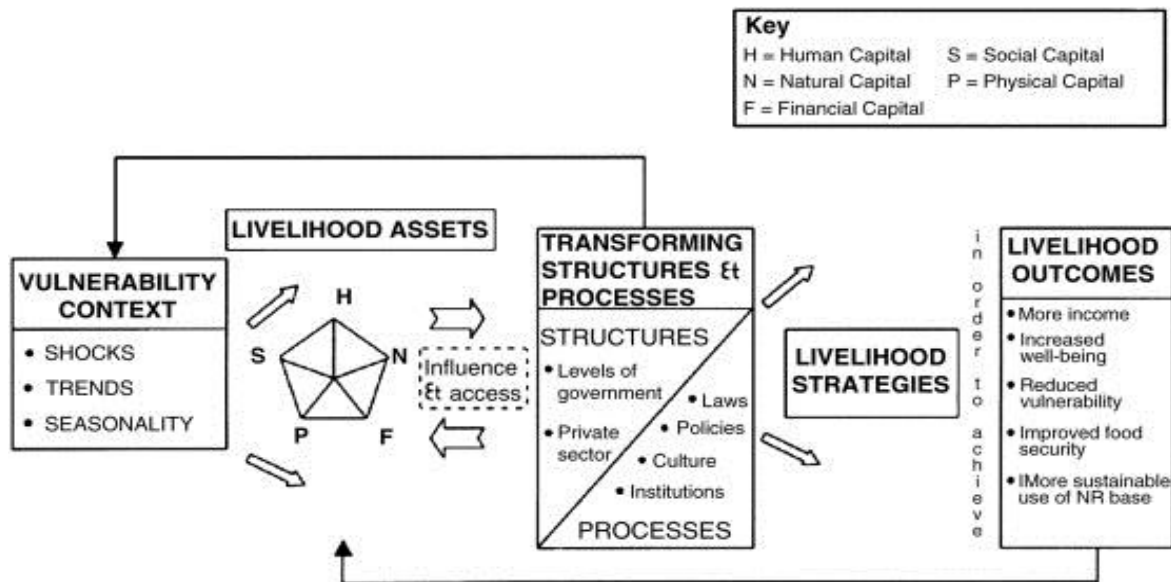 Key
H = Human Capital S = Social Capital
N = Natural Capital P = Physical Capital
F = Financial Capital
LIVELIHOOD ASSETS
VULNERABILITY
CONTEXT
• SHOCKS
• TRENDS
• SEASONALITY
H
S
N
P
F
Influence
& access
TRANSFORMING
STRUCTURES &
PROCESSES
STRUCTURES
• Levels of
government
• Private
sector
• Laws
• Policies
• Culture
• Institutions
PROCESSES
LIVELIHOOD
STRATEGIES
in order to achieve
LIVELIHOOD
OUTCOMES
• More income
• Increased
well-being
• Reduced
vulnerability
• Improved food
security
• IMore sustainable
use of NR base